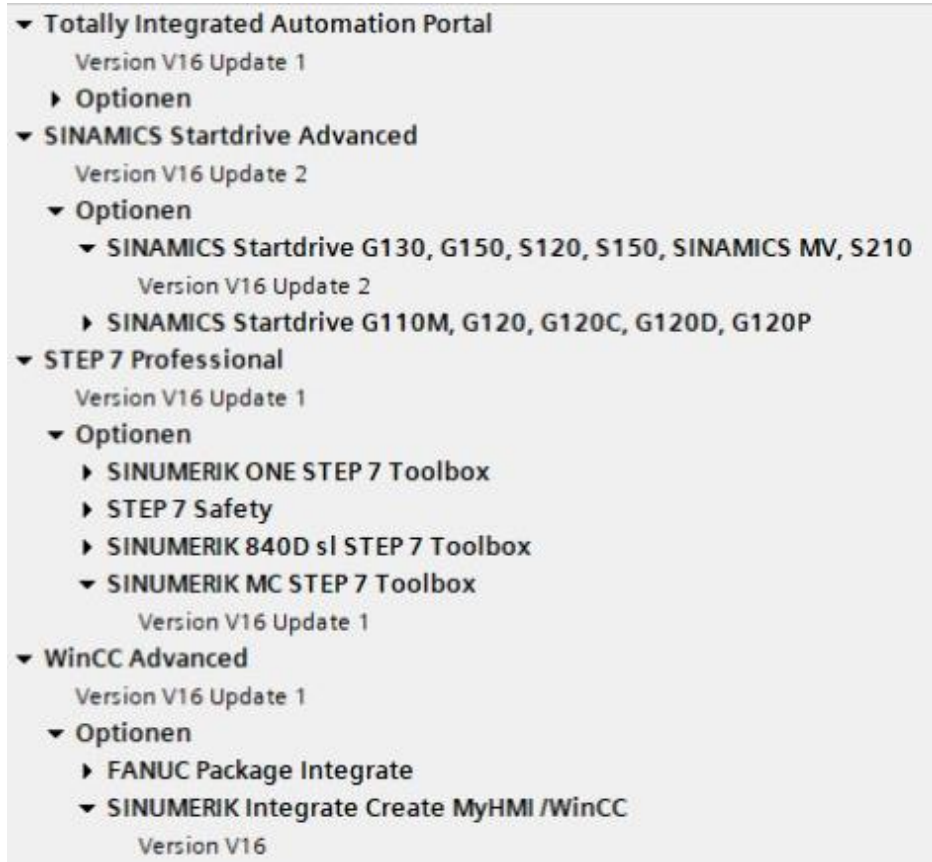 Totally Integrated Automation Portal
Version V16 Update 1
Optionen
SINAMICS Startdrive Advanced
Version V16 Update 2
Optionen
SINAMICS Startdrive G130, G150, S120, S150, SINAMICS MV, S210
Version V16 Update 2
SINAMICS Startdrive G110M, G120, G120C, G120D, G120P
STEP 7 Professional
Version V16 Update 1
Optionen
SINUMERIK ONE STEP 7 Toolbox
STEP 7 Safety
SINUMERIK 840D sl STEP 7 Toolbox
SINUMERIK MC STEP 7 Toolbox
Version V16 Update 1
WinCC Advanced
Version V16 Update 1
Optionen
FANUC Package Integrate
SINUMERIK Integrate Create MyHMI /WinCC
Version V16